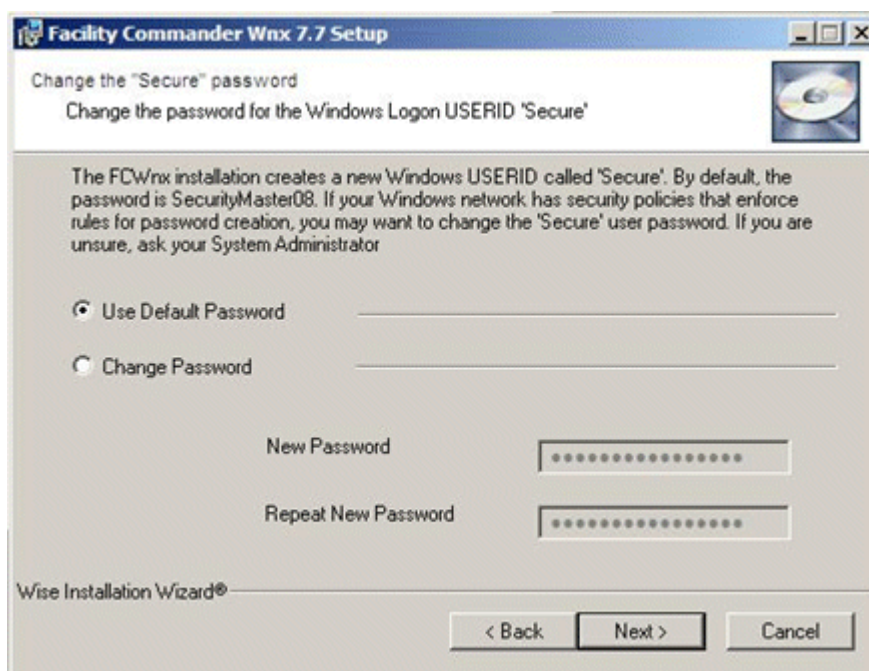 Facility Commander Wnx 7.7 Setup
Change the "Secure" password
Change the password for the Windows Logon USERID 'Secure'
The FCWnx installation creates a new Windows USERID called 'Secure'. By default, the
password is SecurityMaster08. If your Windows network has security policies that enforce
rules for password creation, you may want to change the 'Secure' user password. If you are
unsure, ask your System Administrator
Use Default Password
Change Password
New Password
Repeat New Password
Wise Installation Wizard®
< Back
Next >
Cancel